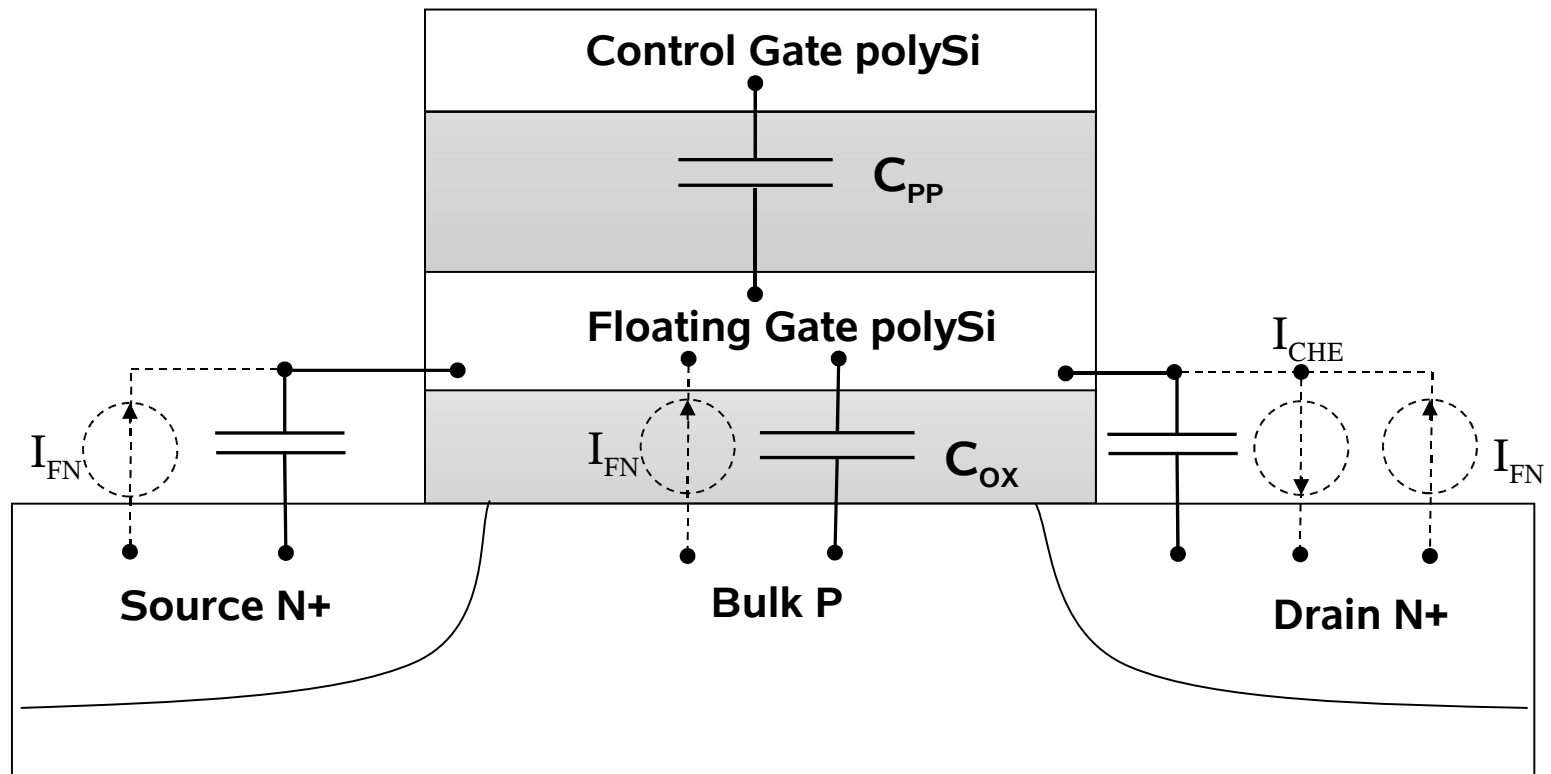 Control Gate polySi
C_PP
Floating Gate polySi
I_CHE
I_FN
I_FN
C_OX
I_FN
Source N+
Bulk P
Drain N+